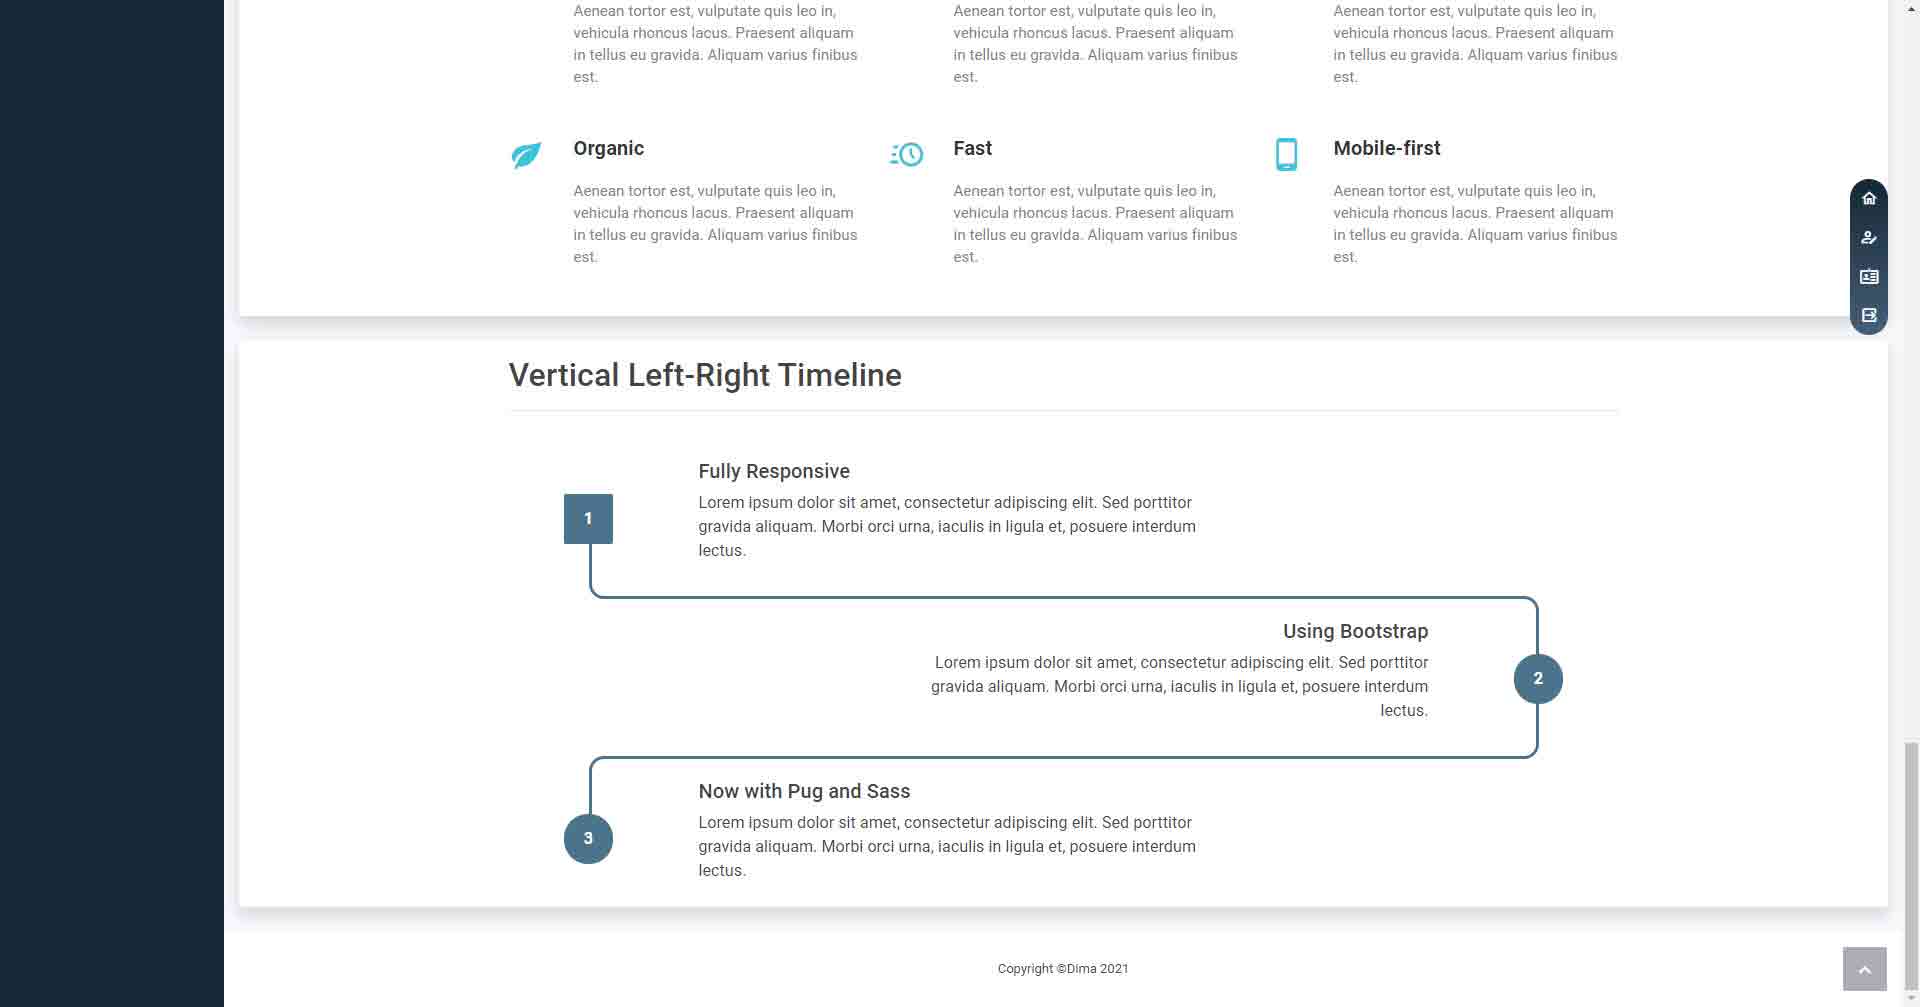 Aenean tortor est, vulputate quis leo in,
vehicula rhoncus lacus. Praesent aliquam
in tellus eu gravida. Aliquam varius finibus
est.
Aenean tortor est, vulputate quis leo in,
vehicula rhoncus lacus. Praesent aliquam
in tellus eu gravida. Aliquam varius finibus
est.
Aenean tortor est, vulputate quis leo in,
vehicula rhoncus lacus. Praesent aliquam
in tellus eu gravida. Aliquam varius finibus
est.
Organic
Aenean tortor est, vulputate quis leo in,
vehicula rhoncus lacus. Praesent aliquam
in tellus eu gravida. Aliquam varius finibus
est.
Fast
Aenean tortor est, vulputate quis leo in,
vehicula rhoncus lacus. Praesent aliquam
in tellus eu gravida. Aliquam varius finibus
est.
Mobile-first
Aenean tortor est, vulputate quis leo in,
vehicula rhoncus lacus. Praesent aliquam
in tellus eu gravida. Aliquam varius finibus
est.
Vertical Left-Right Timeline
1
Fully Responsive
Lorem ipsum dolor sit amet, consectetur adipiscing elit. Sed porttitor
gravida aliquam. Morbi orci urna, iaculis in ligula et, posuere interdum
lectus.
Using Bootstrap
Lorem ipsum dolor sit amet, consectetur adipiscing elit. Sed porttitor
gravida aliquam. Morbi orci urna, iaculis in ligula et, posuere interdum
lectus.
2
Now with Pug and Sass
Lorem ipsum dolor sit amet, consectetur adipiscing elit. Sed porttitor
gravida aliquam. Morbi orci urna, iaculis in ligula et, posuere interdum
lectus.
3
Copyright ©Dima 2021